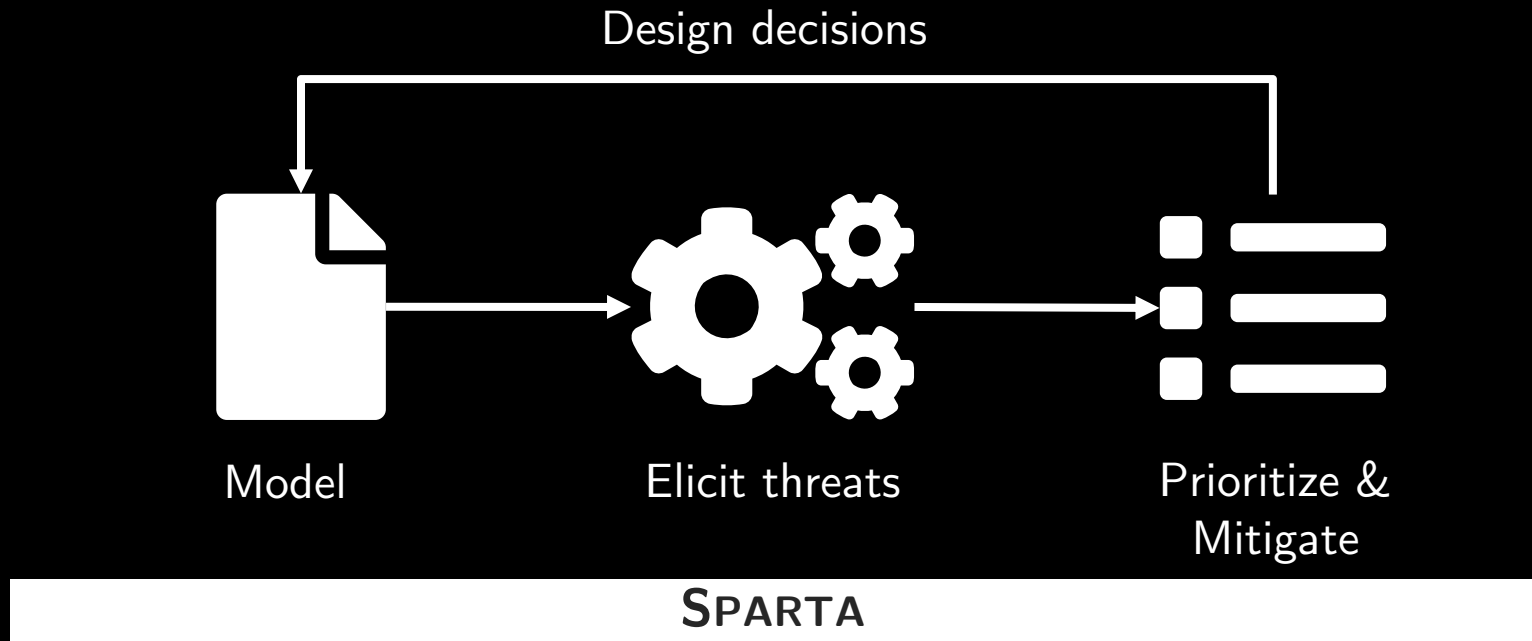 Design decisions
Model
Elicit threats
Prioritize &
Mitigate
SPARTA